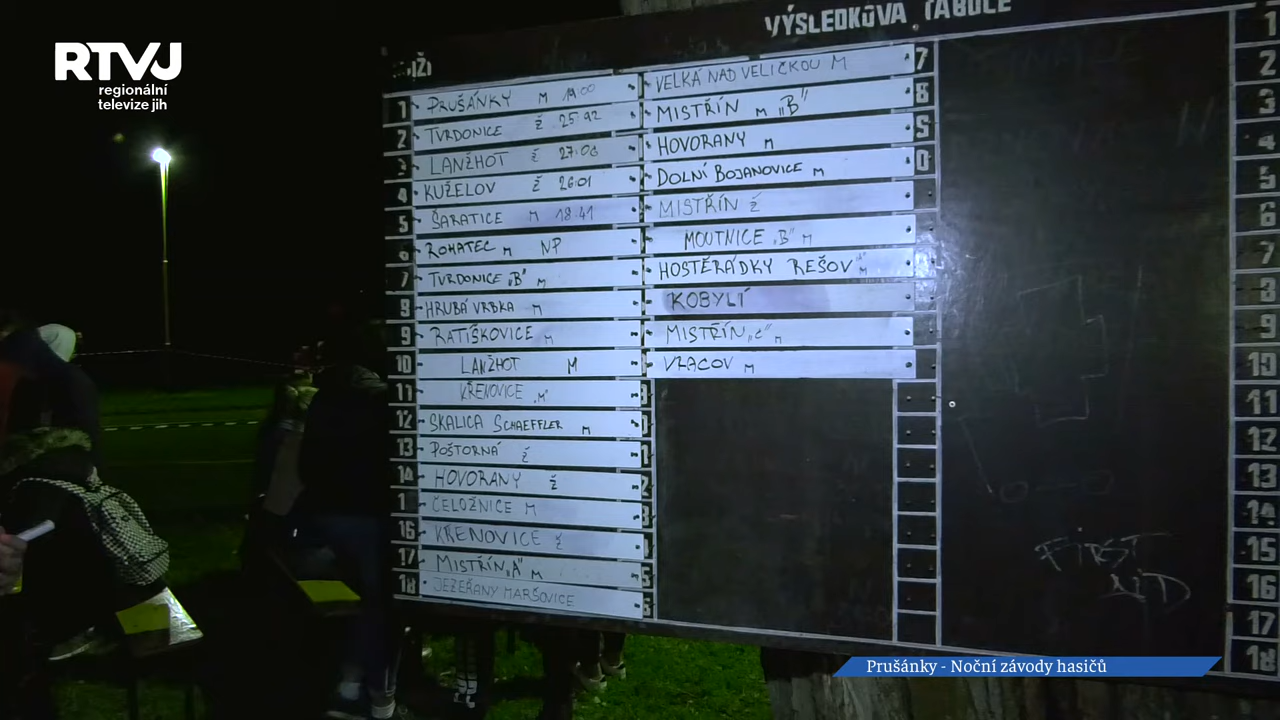 RTVJ
regionální
televize jih
VÝSLEDKOVA TABULE
1 PRUŠÁNKY M 19:00
2 TVRDONICE Ž 25.92
3 LANŽHOT Ž 27:06
4 KUŽELOV Ž 26:01
5 ŠARATICE M 18:41
6 ROHATEC M NP
7 TVRDONICE „B" M
8 HRUBÁ VRBKA M
9 RATÍŠKOVICE M
10 LANŽHOT M
11 KŘENOVICE „M"
12 SKALICA SCHAEFFLER M
13 POŠTORNÁ Ž
14 HOVORANY Ž
1 ČELOŽNICE M
16 KŘENOVICE Ž
17 MISTŘÍN „A" M
18 JEZEŘANY MARŠOVICE
VELKÁ NAD VELIČKOU M
MISTŘÍN M „B"
HOVORANY M
DOLNÍ BOJANOVICE M
MISTŘÍN Ž
MOUTNICE „B" M
HOSTĚRÁDKY REŠOV M
KOBYLÍ
MISTŘÍN „C" M
VRACOV M
1
2
3
4
5
6
7
8
9
10
11
12
13
14
15
16
17
18
FIRST
AID
Prušánky - Noční závody hasičů